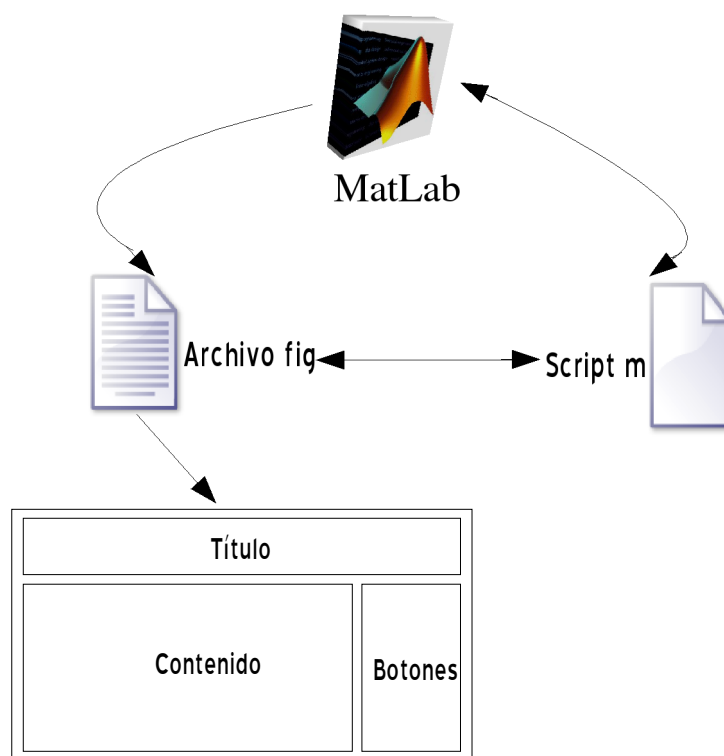 MatLab
Archivo fig
Script m
Título
Contenido
Botones